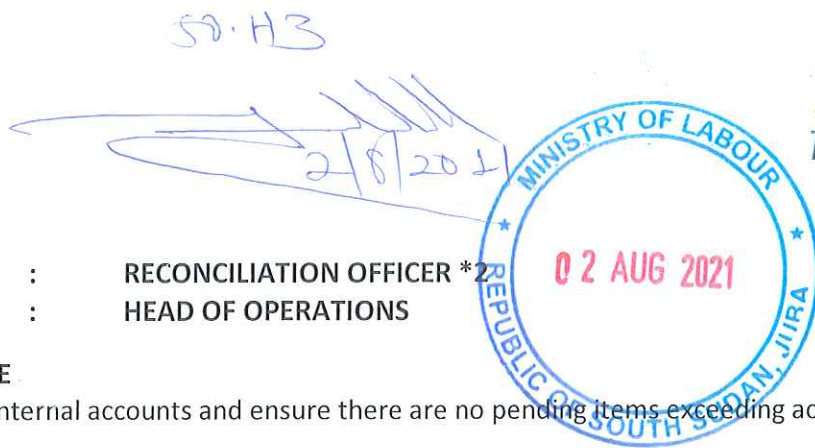 50.H3
2/8/2021
MINISTRY OF LABOUR
REPUBLIC OF SOUTH SUDAN, JUBA
02 AUG 2021
: RECONCILIATION OFFICER *2
: HEAD OF OPERATIONS
E
nternal accounts and ensure there are no pending items exceeding ac